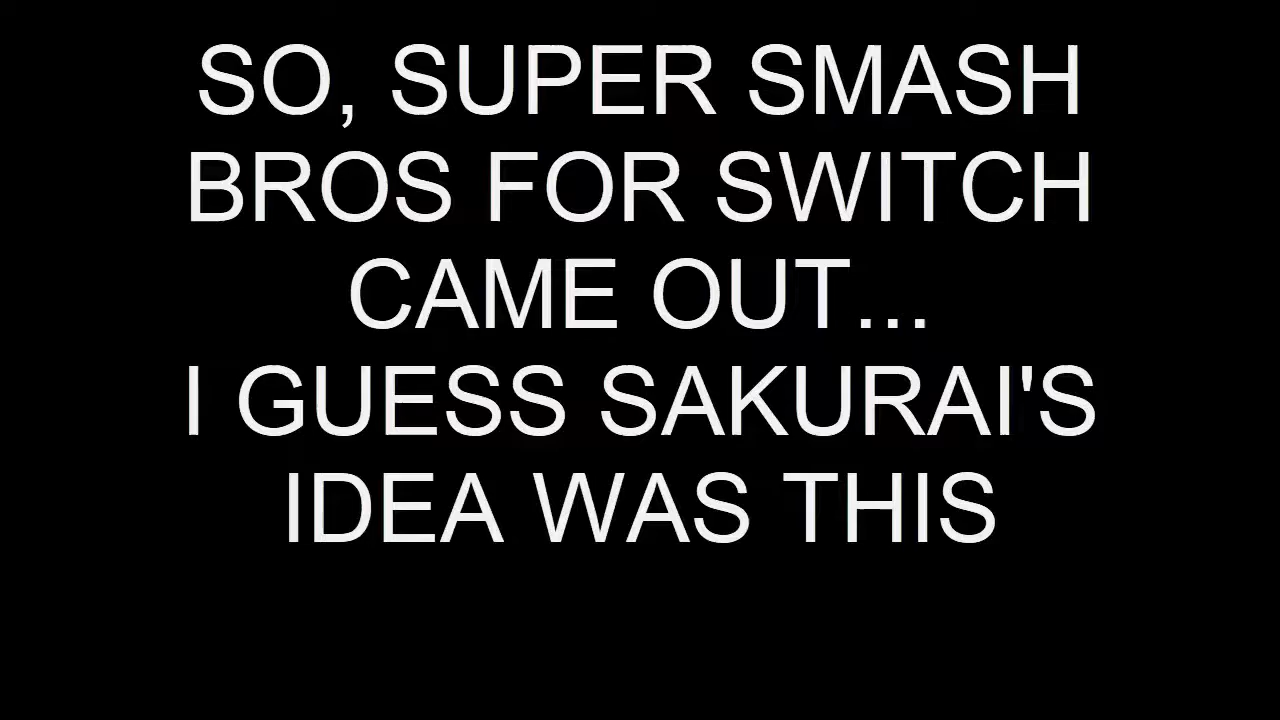 SO, SUPER SMASH
BROS FOR SWITCH
CAME OUT...
I GUESS SAKURAI'S
IDEA WAS THIS